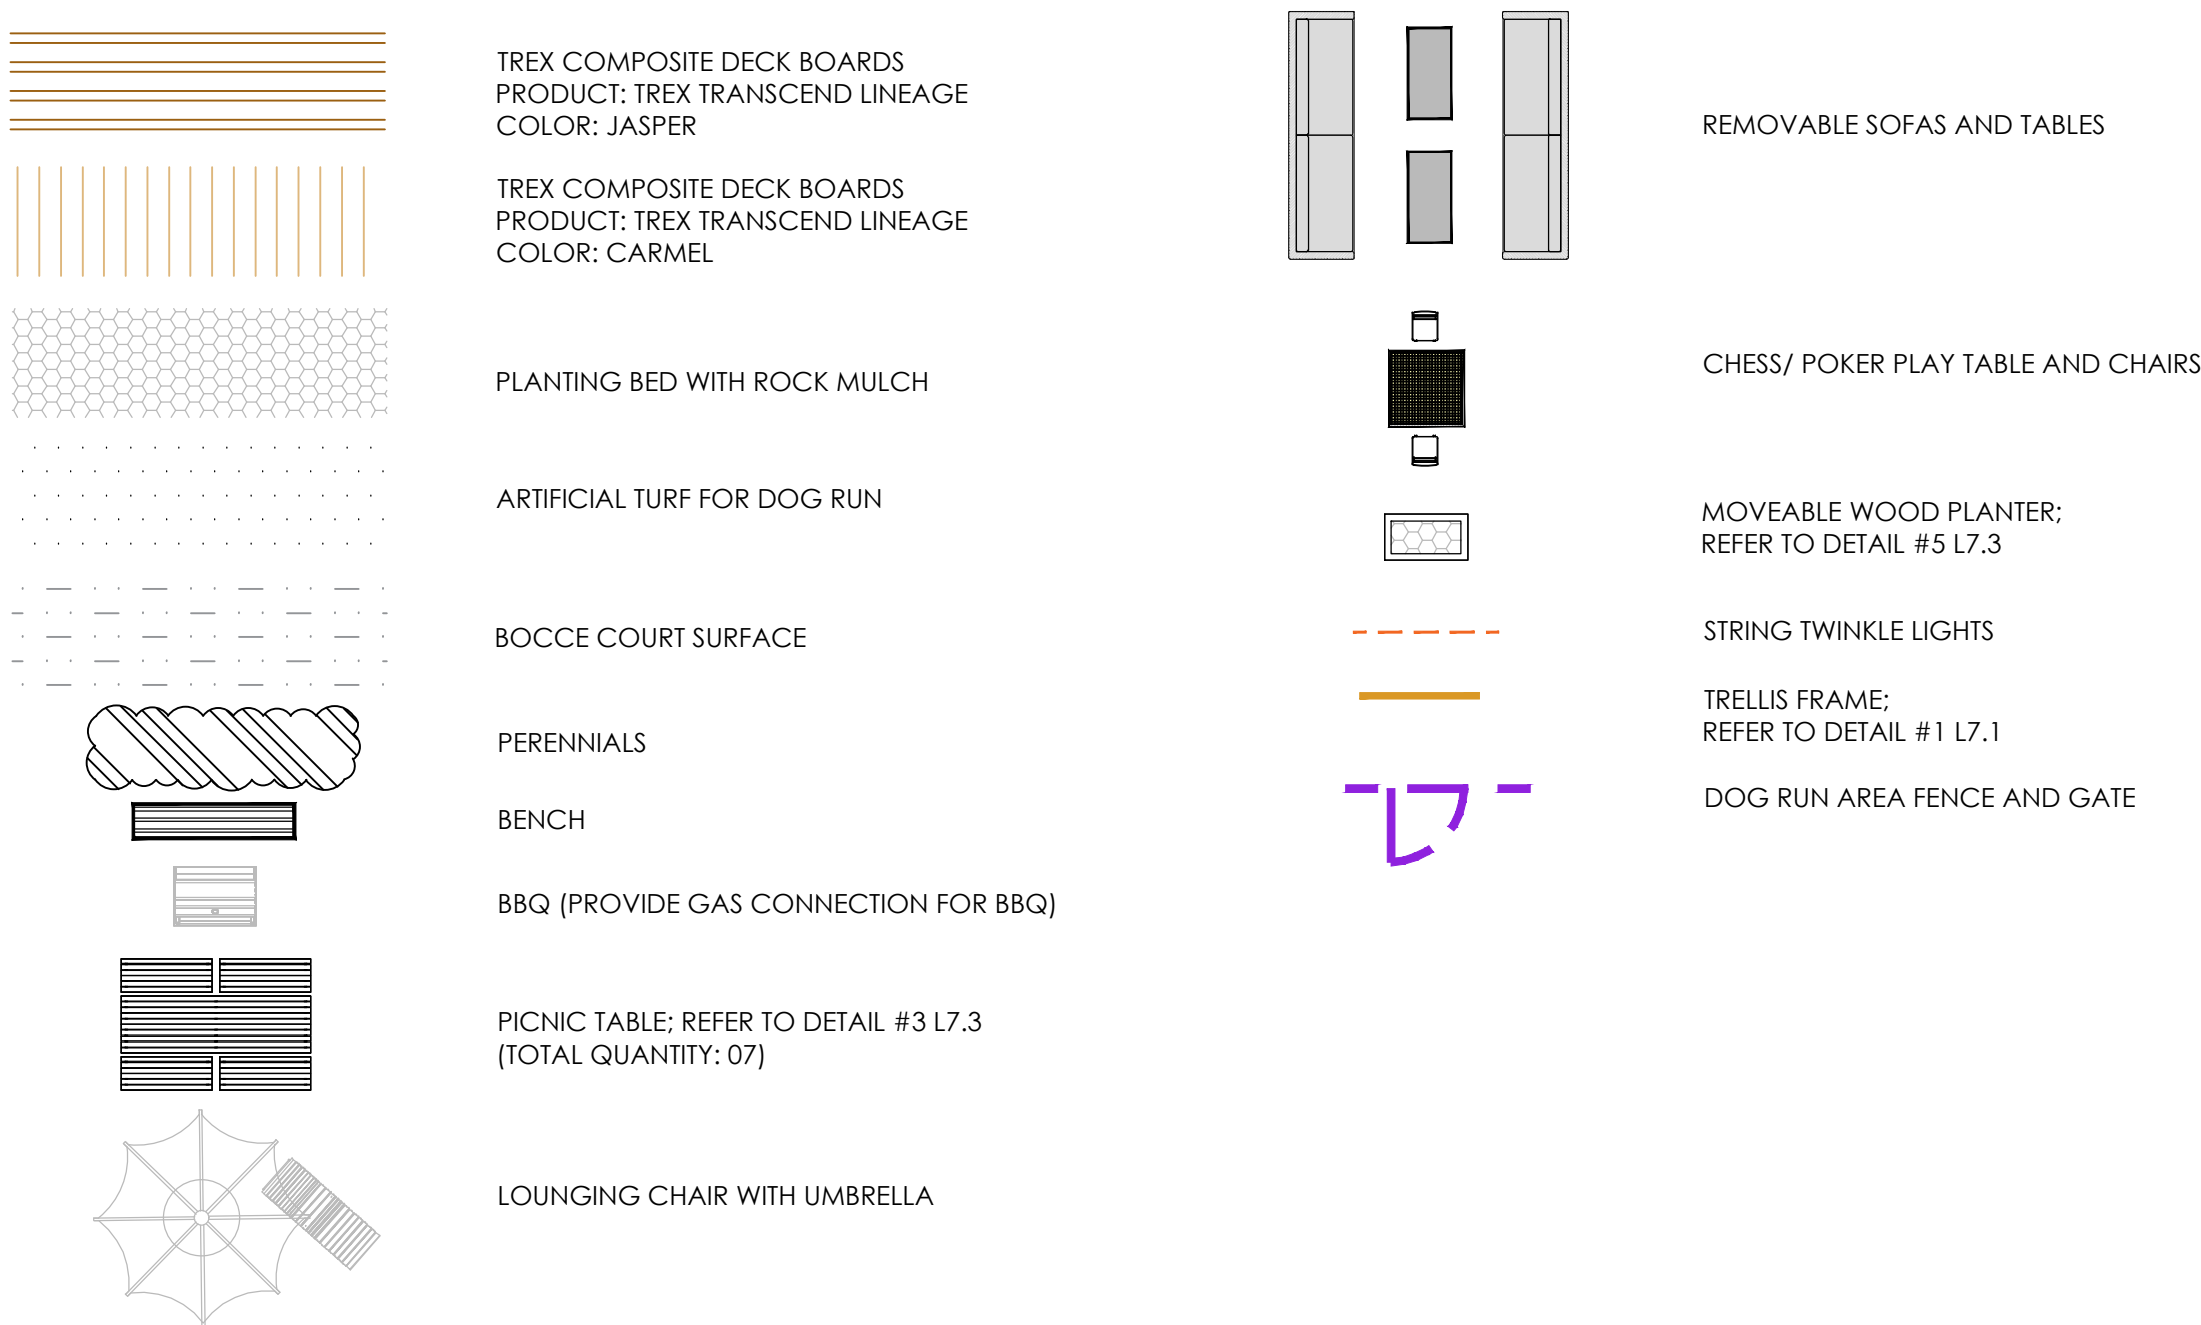 TREX COMPOSITE DECK BOARDS
PRODUCT: TREX TRANSCEND LINEAGE
COLOR: JASPER
TREX COMPOSITE DECK BOARDS
PRODUCT: TREX TRANSCEND LINEAGE
COLOR: CARMEL
PLANTING BED WITH ROCK MULCH
ARTIFICIAL TURF FOR DOG RUN
BOCCE COURT SURFACE
PERENNIALS
BENCH
BBQ (PROVIDE GAS CONNECTION FOR BBQ)
PICNIC TABLE; REFER TO DETAIL #3 L7.3
(TOTAL QUANTITY: 07)
LOUNGING CHAIR WITH UMBRELLA
REMOVABLE SOFAS AND TABLES
CHESS/ POKER PLAY TABLE AND CHAIRS
MOVEABLE WOOD PLANTER;
REFER TO DETAIL #5 L7.3
STRING TWINKLE LIGHTS
TRELLIS FRAME;
REFER TO DETAIL #1 L7.1
DOG RUN AREA FENCE AND GATE